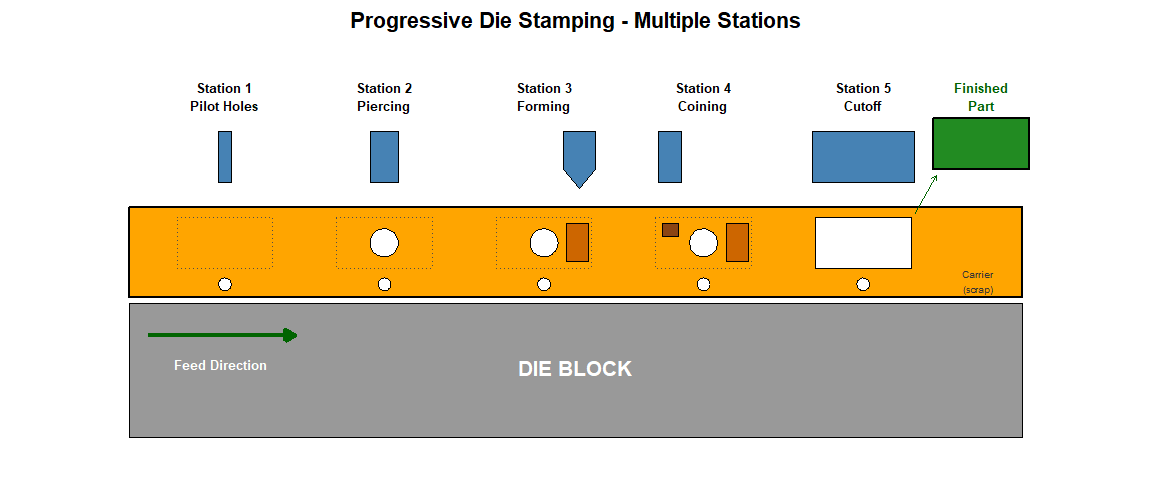 Progressive Die Stamping - Multiple Stations
Station 1
Pilot Holes
Station 2
Piercing
Station 3
Forming
Station 4
Coining
Station 5
Cutoff
Finished
Part
Carrier
(scrap)
Feed Direction
DIE BLOCK